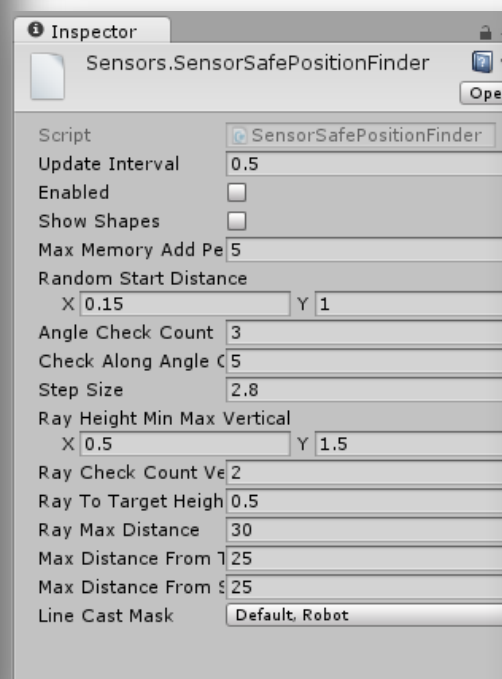 Inspector
Sensors.SensorSafePositionFinder
Ope
Script SensorSafePositionFinder
Update Interval 0.5
Enabled
Show Shapes
Max Memory Add Pe 5
Random Start Distance
X 0.15 Y 1
Angle Check Count 3
Check Along Angle C 5
Step Size 2.8
Ray Height Min Max Vertical
X 0.5 Y 1.5
Ray Check Count Ve 2
Ray To Target Heigh 0.5
Ray Max Distance 30
Max Distance From T 25
Max Distance From S 25
Line Cast Mask Default, Robot